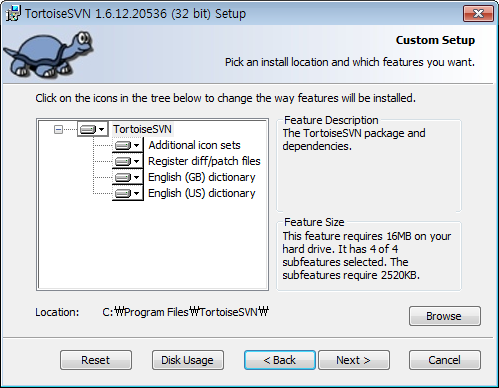 TortoiseSVN 1.6.12.20536 (32 bit) Setup
Custom Setup
Pick an install location and which features you want.
Click on the icons in the tree below to change the way features will be installed.
TortoiseSVN
Additional icon sets
Register diff/patch files
English (GB) dictionary
English (US) dictionary
Feature Description
The TortoiseSVN package and
dependencies.
Feature Size
This feature requires 16MB on your
hard drive. It has 4 of 4
subfeatures selected. The
subfeatures require 2520KB.
Location: C:₩Program Files₩TortoiseSVN₩
Browse
Reset Disk Usage < Back Next > Cancel